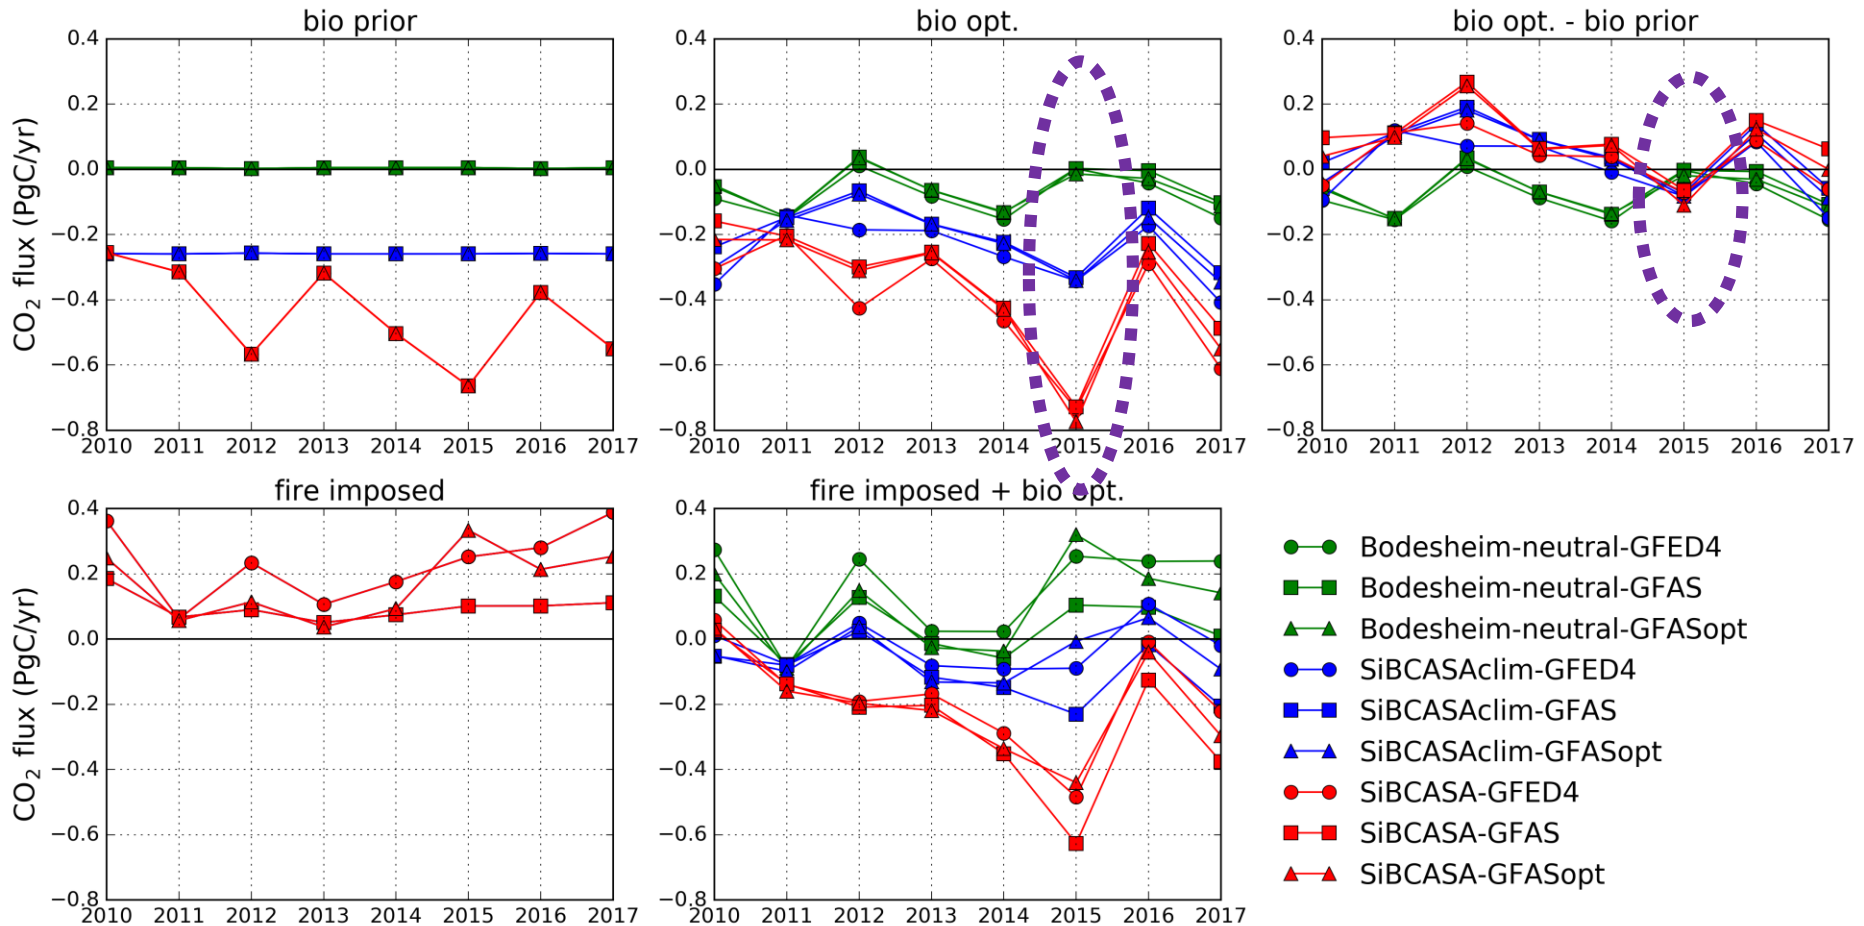 bio prior
bio opt.
bio opt. - bio prior
CO2 flux (PgC/yr)
0.4
0.2
0.0
−0.2
−0.4
−0.6
−0.8
2010 2011 2012 2013 2014 2015 2016 2017
0.4
0.2
0.0
−0.2
−0.4
−0.6
−0.8
2010 2011 2012 2013 2014 2015 2016 2017
0.4
0.2
0.0
−0.2
−0.4
−0.6
−0.8
2010 2011 2012 2013 2014 2015 2016 2017
fire imposed
fire imposed + bio opt.
CO2 flux (PgC/yr)
0.4
0.2
0.0
−0.2
−0.4
−0.6
−0.8
2010 2011 2012 2013 2014 2015 2016 2017
0.4
0.2
0.0
−0.2
−0.4
−0.6
−0.8
2010 2011 2012 2013 2014 2015 2016 2017
Bodesheim-neutral-GFED4
Bodesheim-neutral-GFAS
Bodesheim-neutral-GFASopt
SiBCASAclim-GFED4
SiBCASAclim-GFAS
SiBCASAclim-GFASopt
SiBCASA-GFED4
SiBCASA-GFAS
SiBCASA-GFASopt